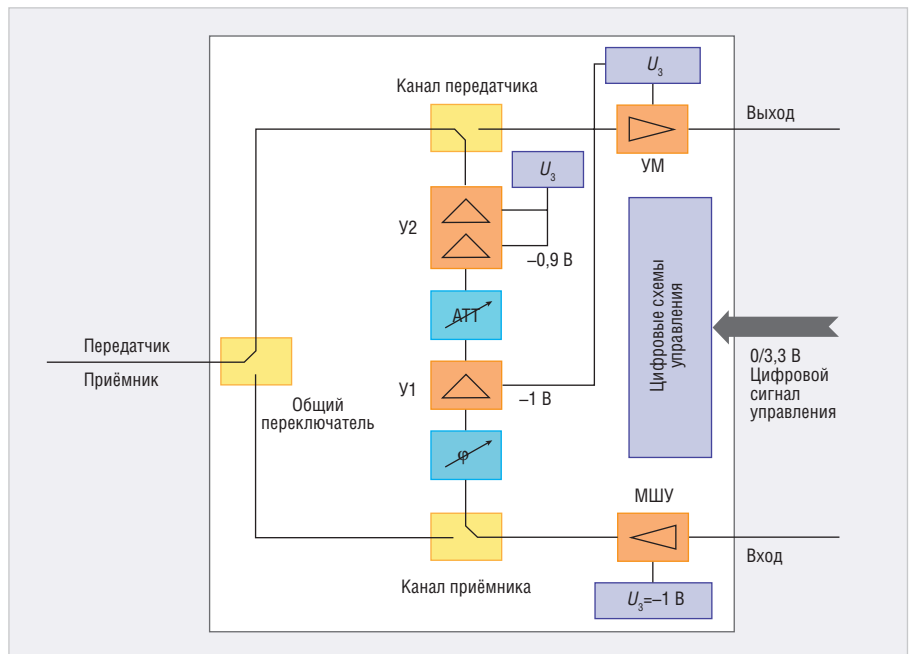 U₃
Канал передатчика
Выход
УМ
U₃
У2
–0,9 В
АТТ
Цифровые схемы
управления
Передатчик
Приёмник
0/3,3 В
Цифровой
сигнал
управления
У1
–1 В
Общий
переключатель
φ
МШУ
Вход
Канал приёмника
U₃=–1 В